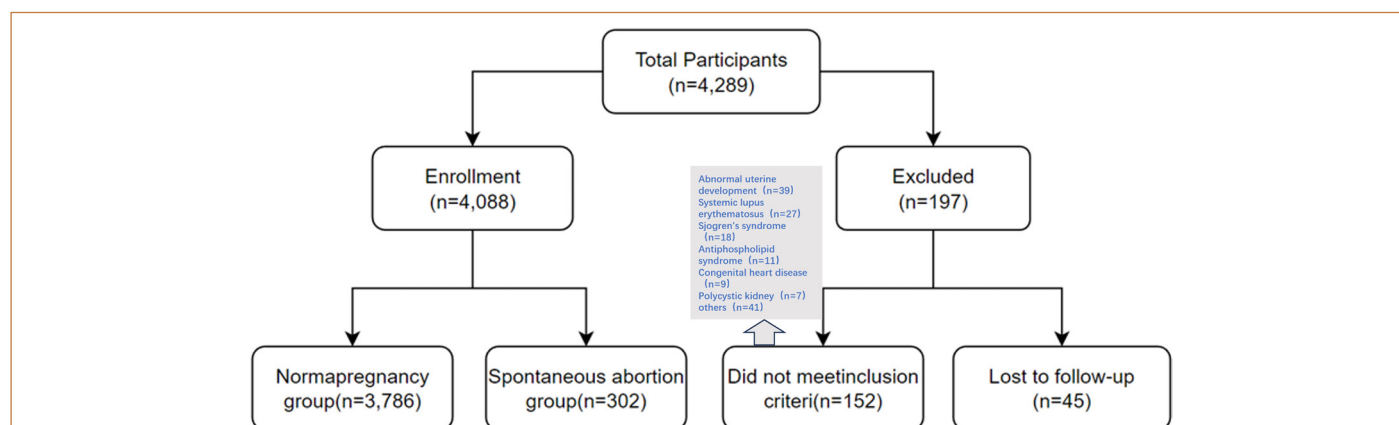 Total Participants
(n=4,289)
Enrollment
(n=4,088)
Excluded
(n=197)
Abnormal uterine
development (n=39)
Systemic lupus
erythematosus (n=27)
Sjogren's syndrome
(n=18)
Antiphospholipid
syndrome (n=11)
Congenital heart disease
(n=9)
Polycystic kidney (n=7)
others (n=41)
Normapregnancy
group(n=3,786)
Spontaneous abortion
group(n=302)
Did not meetinclusion
criteri(n=152)
Lost to follow-up
(n=45)